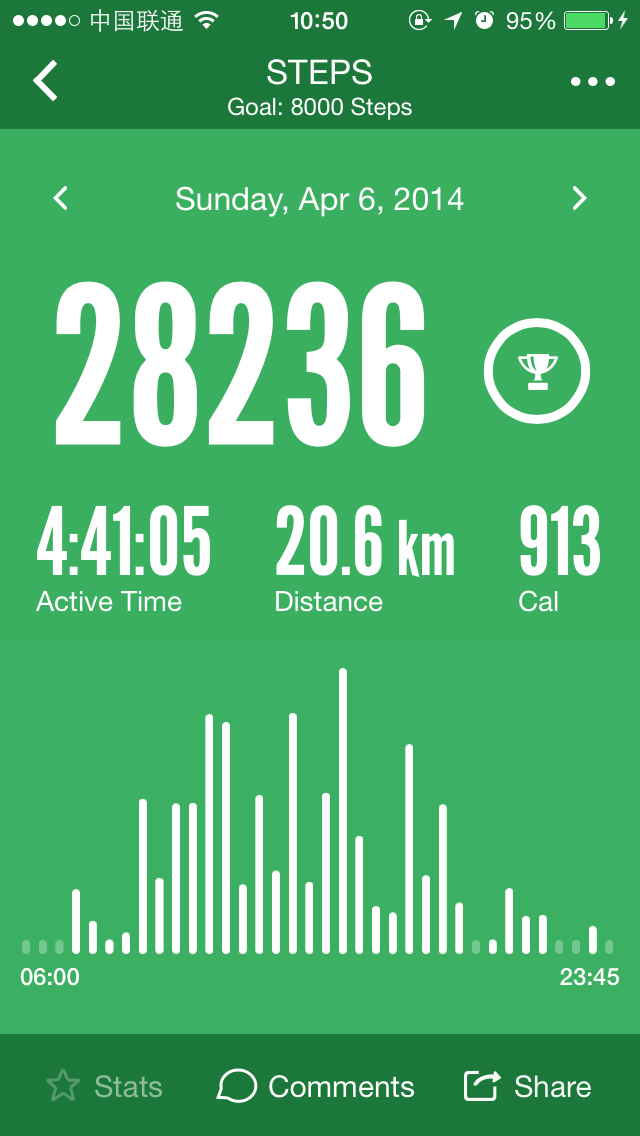 中国联通 10:50 95%
STEPS
Goal: 8000 Steps
Sunday, Apr 6, 2014
28236
4:41:05 20.6 km 913
Active Time Distance Cal
06:00 23:45
Stats Comments Share